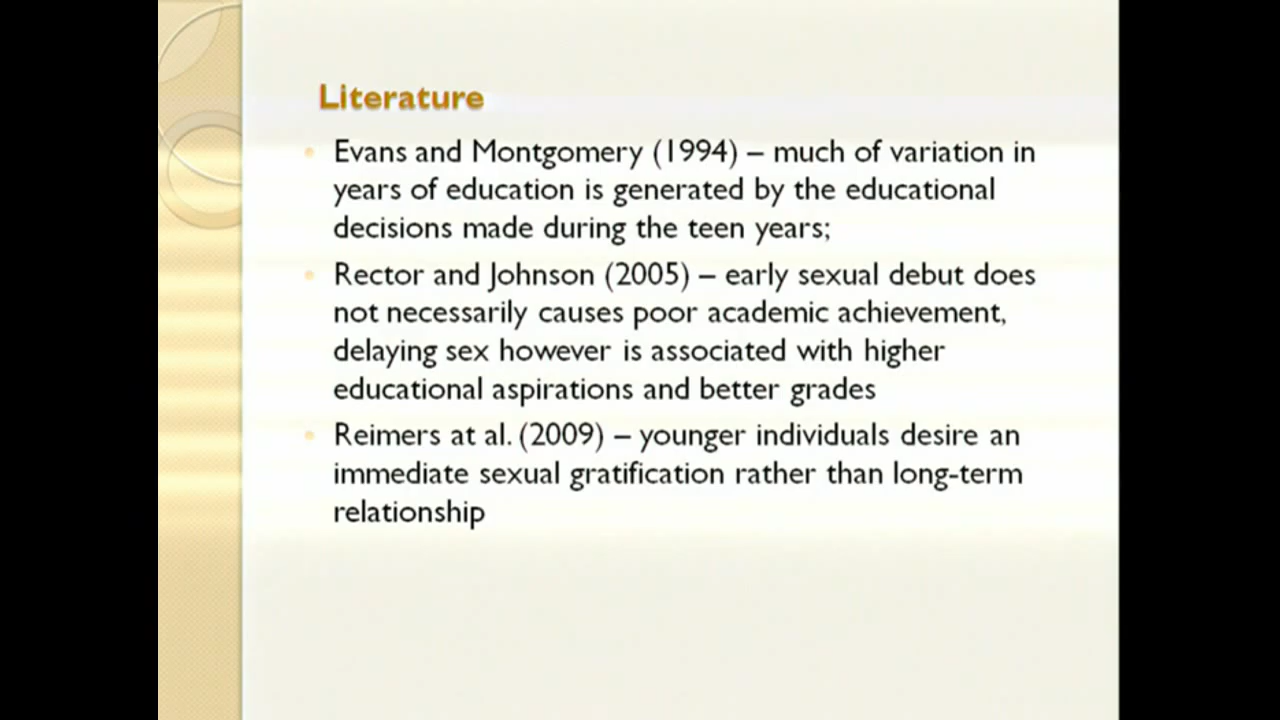 Literature
Evans and Montgomery (1994) – much of variation in
years of education is generated by the educational
decisions made during the teen years;
Rector and Johnson (2005) – early sexual debut does
not necessarily causes poor academic achievement,
delaying sex however is associated with higher
educational aspirations and better grades
Reimers at al. (2009) – younger individuals desire an
immediate sexual gratification rather than long-term
relationship